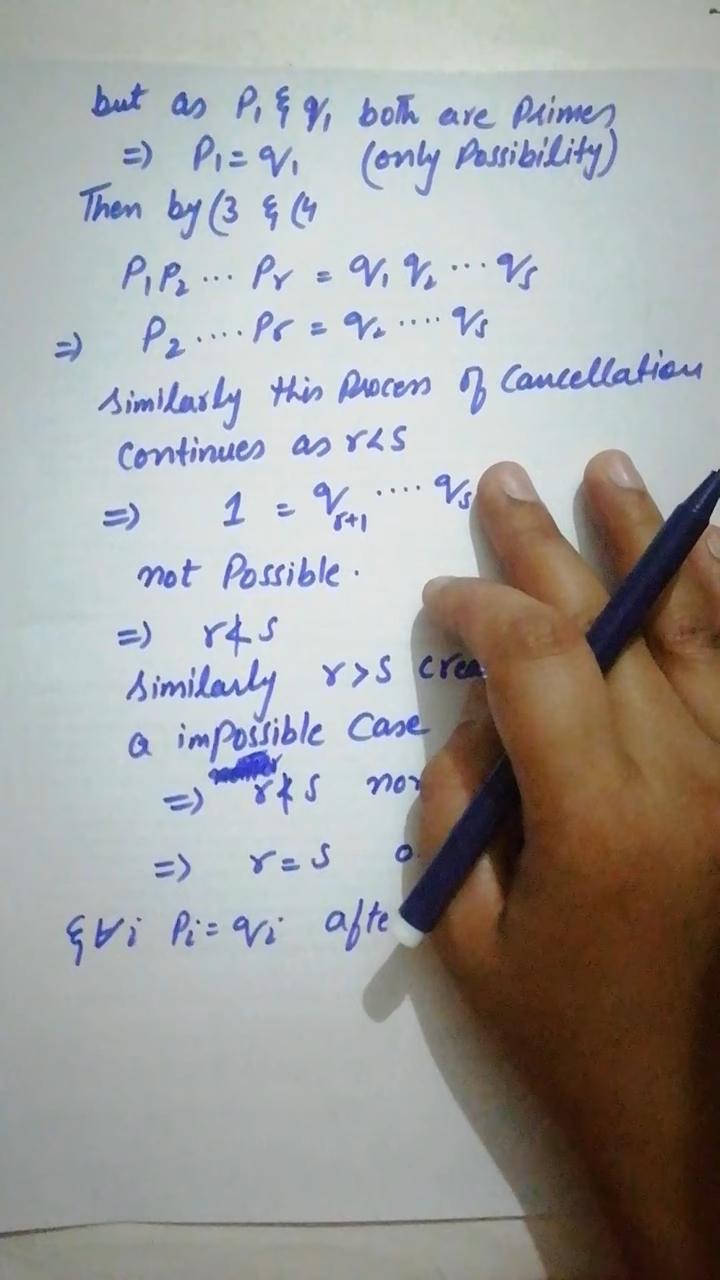 but as P₁ & q₁ both are Primes
=> P₁ = q₁ (only Possibility)
Then by (3 & (4
P₁P₂ ... Pr = q₁ q₂ ... qs
=> P₂ .... Pr = q₂ .... qs
Similarly this Process of Cancellation
Continues as r<s
=> 1 = qᵣ₊₁ .... qs
not Possible.
=> r≮s
Similarly r>s
a impossible Case
=> r≮s
=> r=s
& ∀i Pi = qi